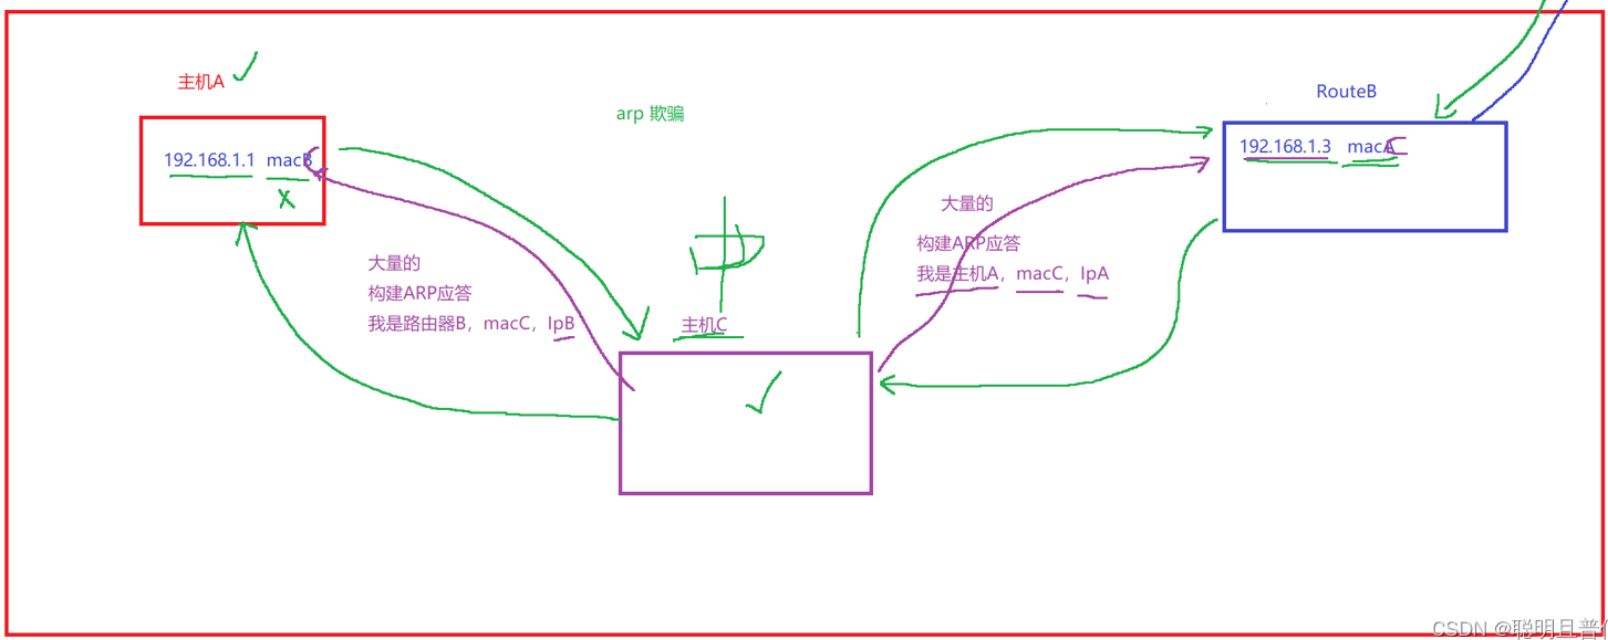 主机A
arp 欺骗
RouteB
192.168.1.1 macB C
X
192.168.1.3 macA C
大量的
构建ARP应答
我是路由器B，macC，IpB
中
主机C
大量的
构建ARP应答
我是主机A，macC，IpA
CSDN @聪明且普